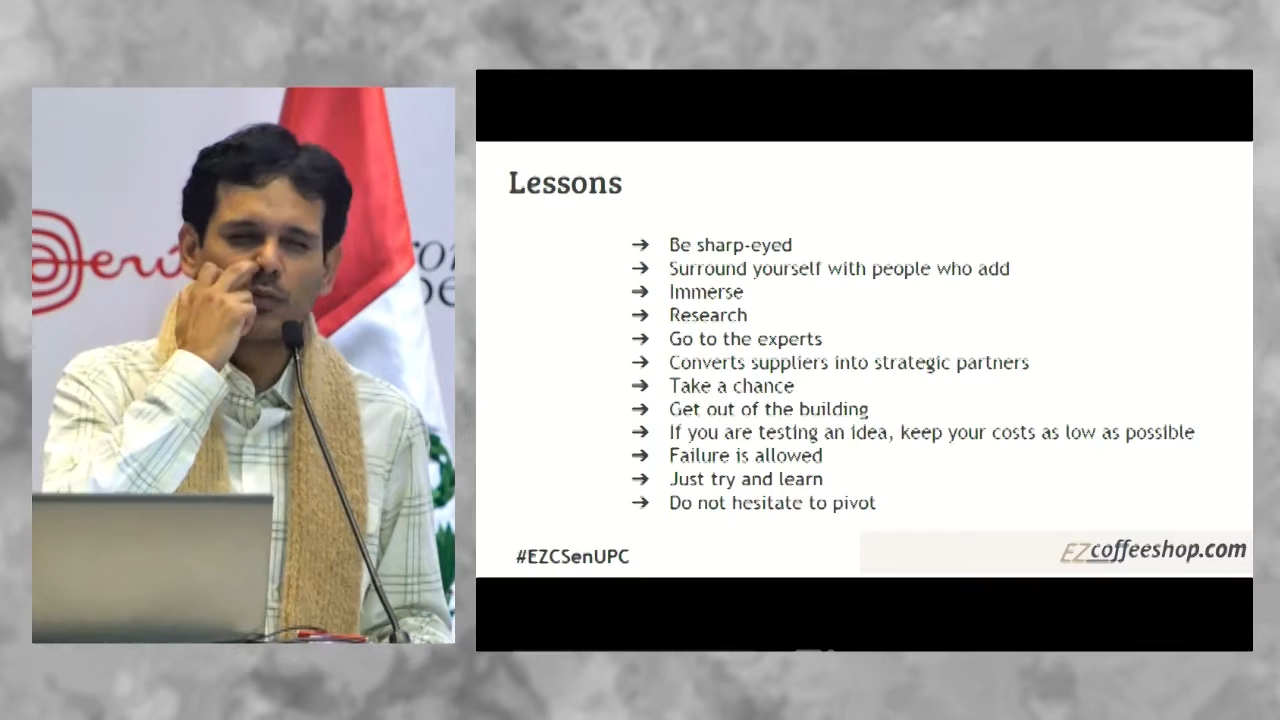 Perú
Lessons
→ Be sharp-eyed
→ Surround yourself with people who add
→ Immerse
→ Research
→ Go to the experts
→ Converts suppliers into strategic partners
→ Take a chance
→ Get out of the building
→ If you are testing an idea, keep your costs as low as possible
→ Failure is allowed
→ Just try and learn
→ Do not hesitate to pivot
#EZCSenUPC
EZcoffeeshop.com